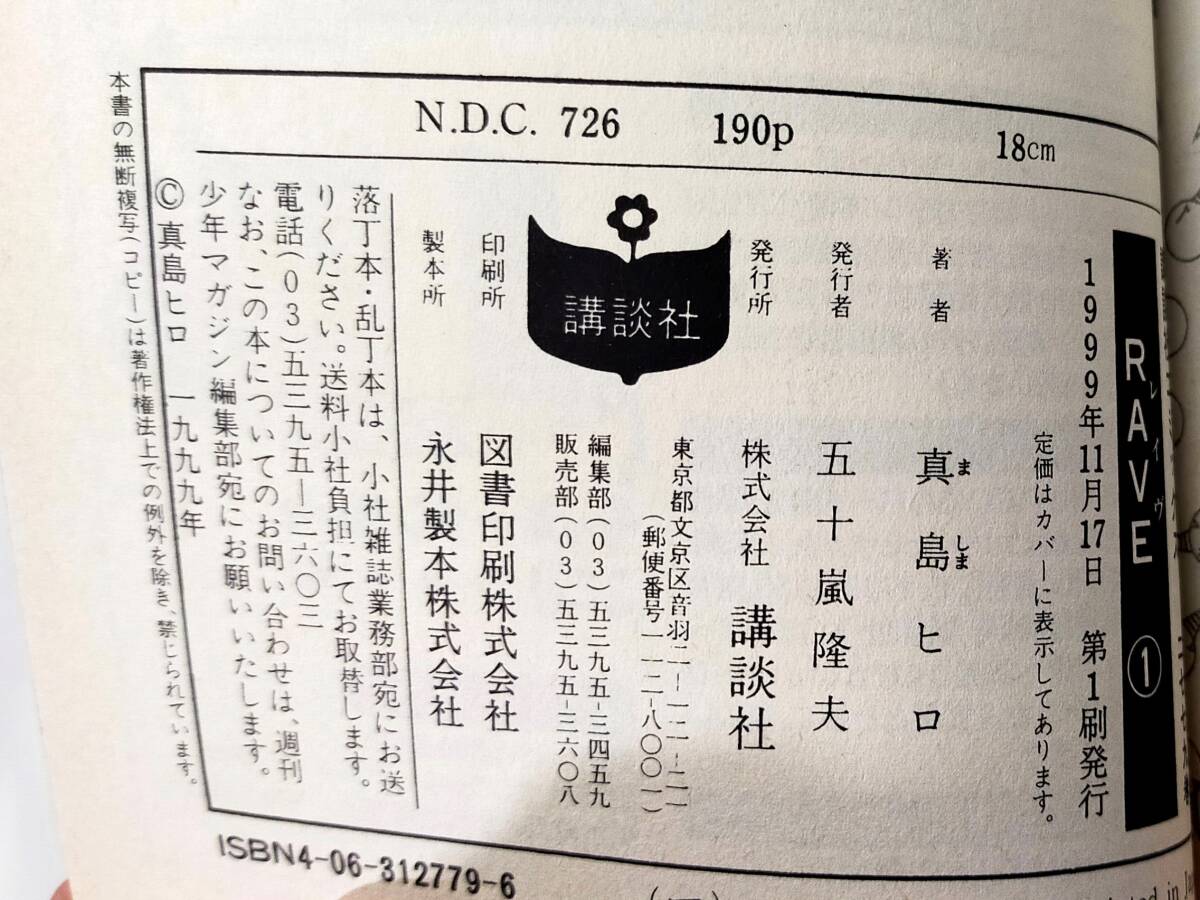 N.D.C. 726 190p 18cm
RAVE ①
レイヴ
1999年11月17日 第1刷発行
定価はカバーに表示してあります。
著者 真島ヒロ
ま しま
発行者 五十嵐隆夫
発行所 株式会社 講談社
東京都文京区音羽二-一二-二一
(郵便番号一一二-八〇〇一)
編集部(03)五三九五-三四五九
販売部(03)五三九五-三六〇八
講談社
印刷所 図書印刷株式会社
製本所 永井製本株式会社
落丁本・乱丁本は、小社雑誌業務部宛にお送
りください。送料小社負担にてお取替します。
電話(03)五三九五-三六〇三
なお、この本についてのお問い合わせは、週刊
少年マガジン編集部宛にお願いいたします。
© 真島ヒロ 一九九九年
本書の無断複写(コピー)は著作権法上での例外を除き、禁じられています。
ISBN4-06-312779-6